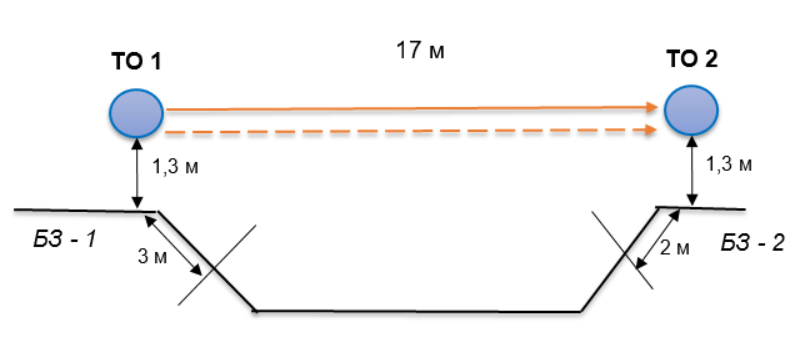 17 м
ТО 1
ТО 2
1,3 м
1,3 м
БЗ - 1
3 м
2 м
БЗ - 2